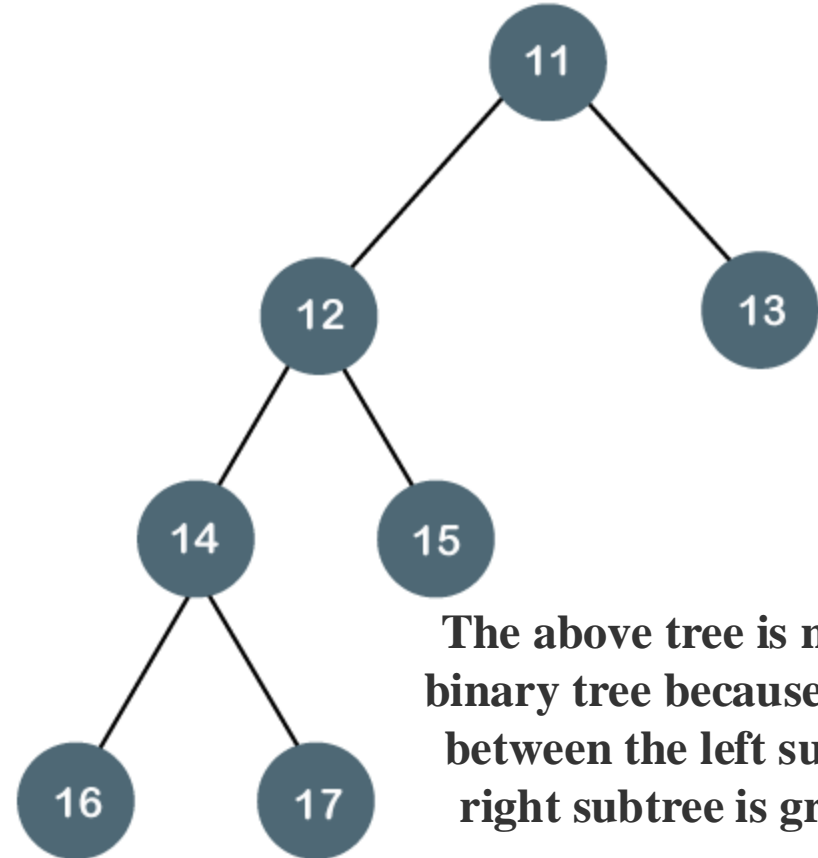 11
12
13
14
15
The above tree is
binary tree because
between the left
right subtree is
16
17